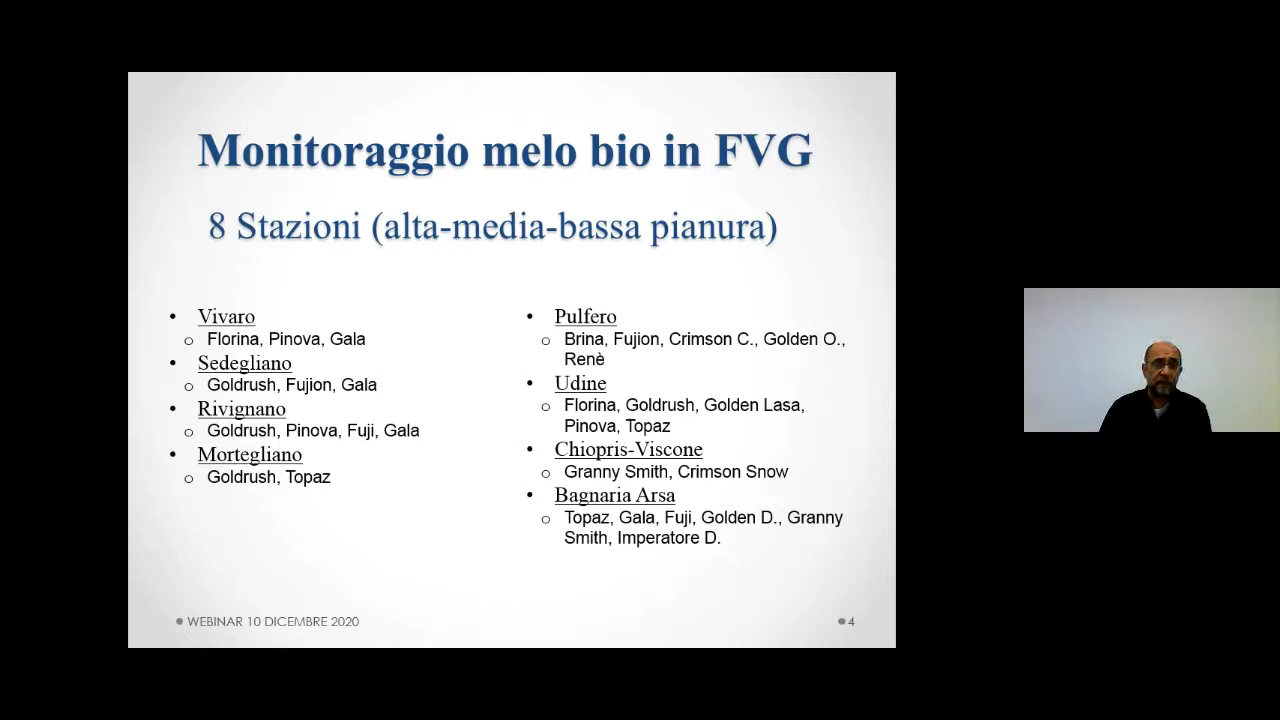 Monitoraggio melo bio in FVG
8 Stazioni (alta-media-bassa pianura)
• Vivaro
o Florina, Pinova, Gala
• Sedegliano
o Goldrush, Fujion, Gala
• Rivignano
o Goldrush, Pinova, Fuji, Gala
• Mortegliano
o Goldrush, Topaz
• Pulfero
o Brina, Fujion, Crimson C., Golden O.,
Renè
• Udine
o Florina, Goldrush, Golden Lasa,
Pinova, Topaz
• Chiopris-Viscone
o Granny Smith, Crimson Snow
• Bagnaria Arsa
o Topaz, Gala, Fuji, Golden D., Granny
Smith, Imperatore D.
● WEBINAR 10 DICEMBRE 2020
● 4